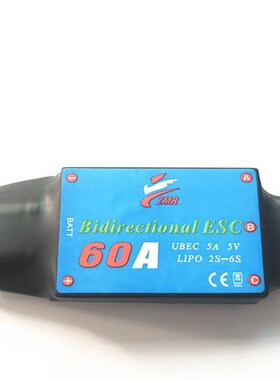 ZMR
A
Bidirectional ESC
B
BATT
60A
UBEC 5A 5V
LIPO 2S-6S
C
CE